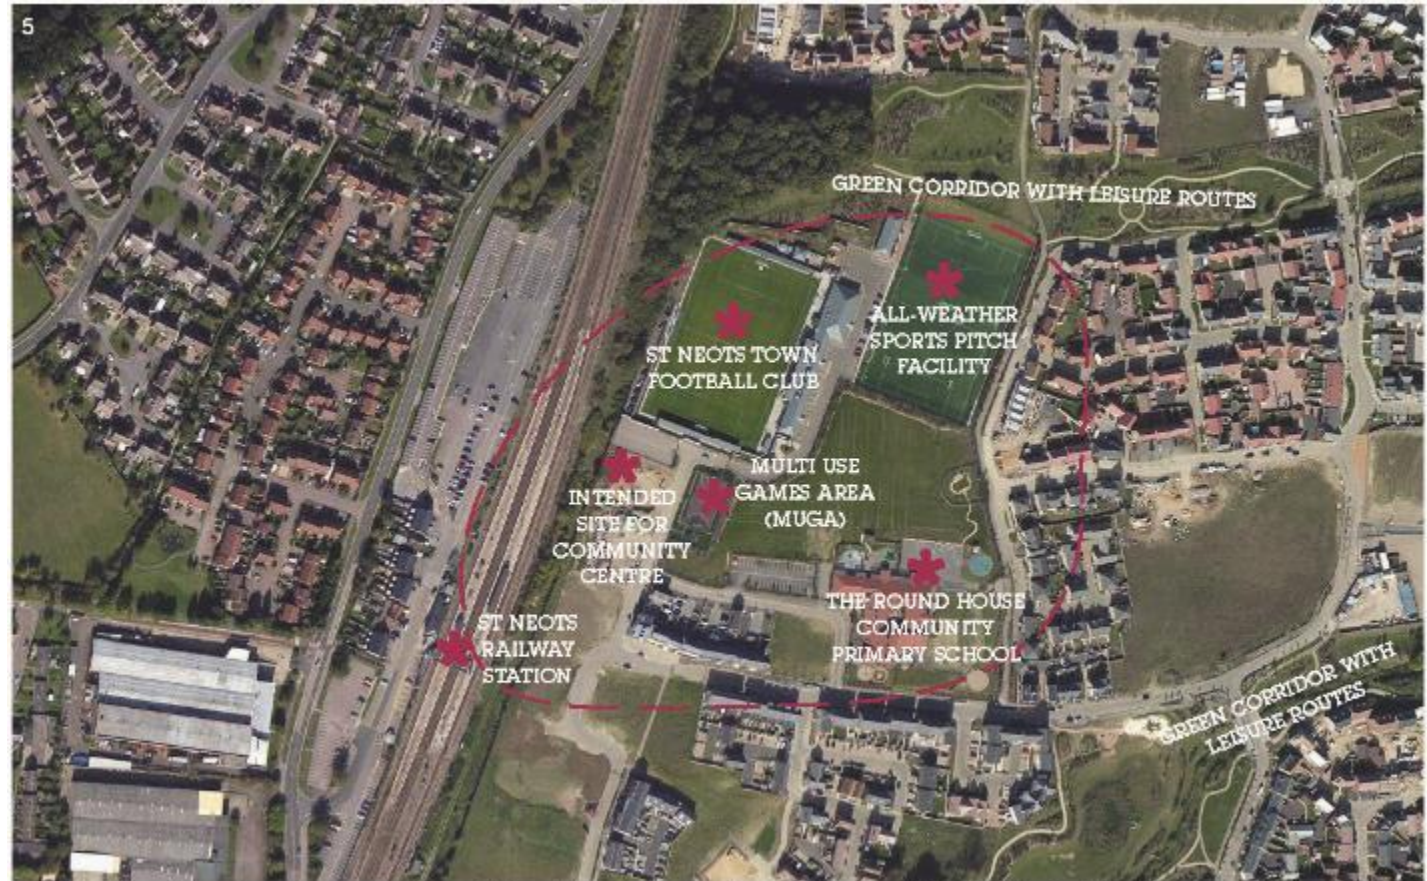 5
GREEN CORRIDOR WITH LEISURE ROUTES
ALL-WEATHER
SPORTS PITCH
FACILITY
ST NEOTS TOWN
FOOTBALL CLUB
MULTI USE
GAMES AREA
(MUGA)
INTENDED
SITE FOR
COMMUNITY
CENTRE
THE ROUND HOUSE
COMMUNITY
PRIMARY SCHOOL
ST NEOTS
RAILWAY
STATION
GREEN CORRIDOR WITH
LEISURE ROUTES